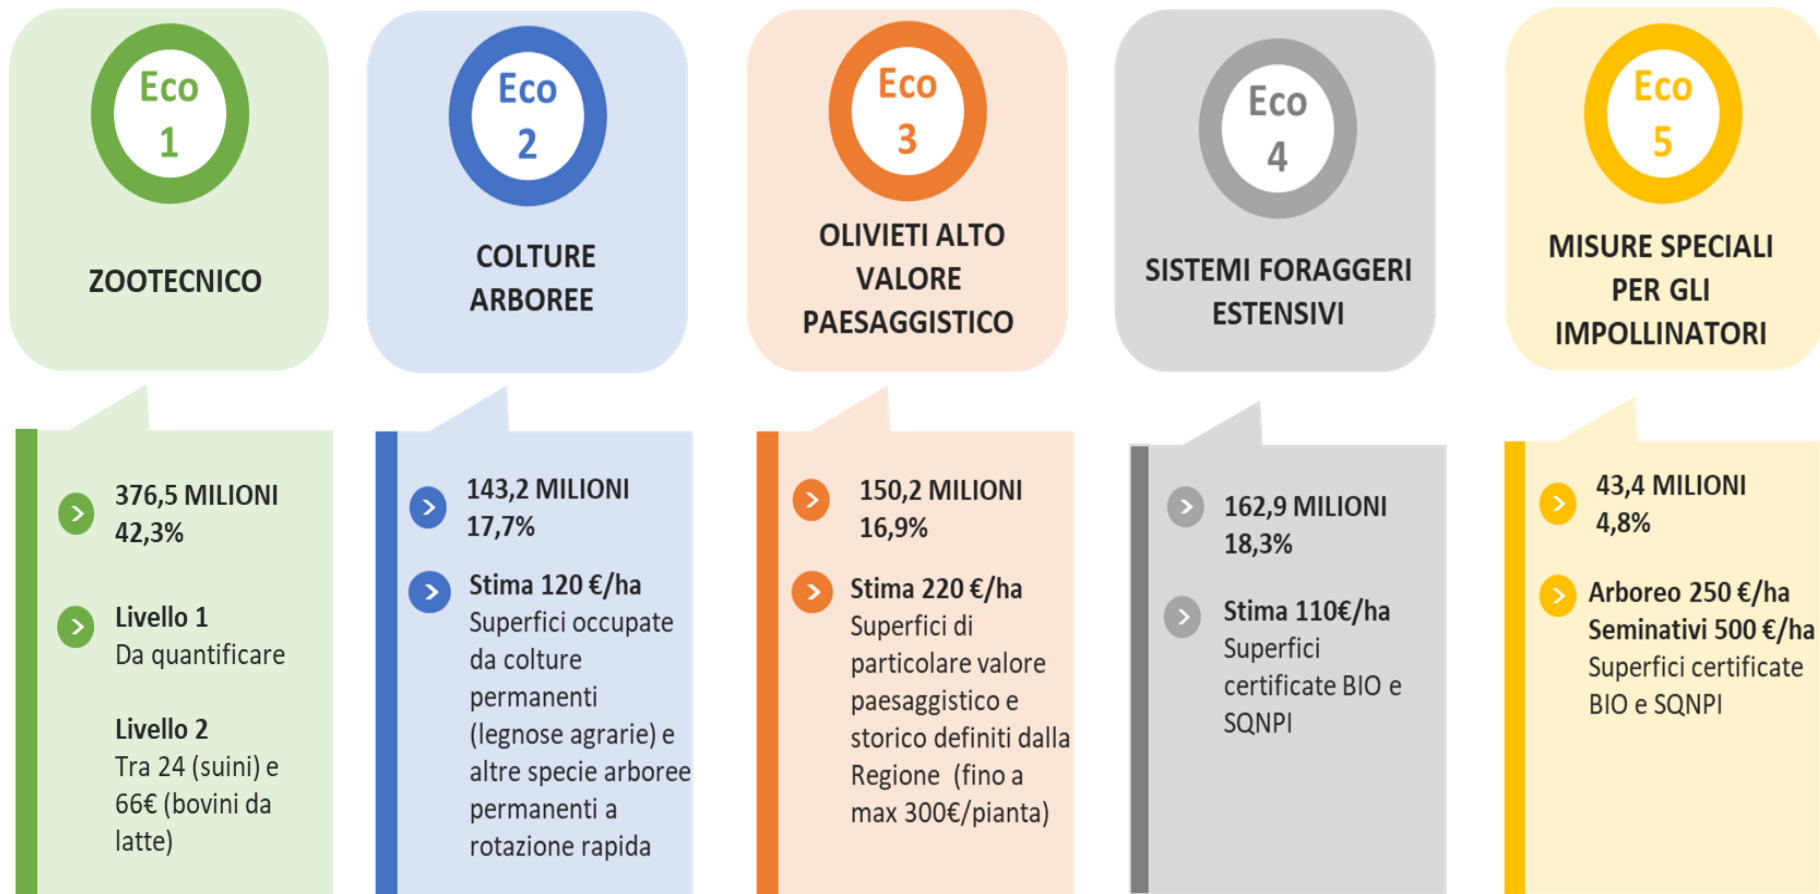 Eco
1
ZOOTECNICO
376,5 MILIONI
42,3%
Livello 1
Da quantificare
Livello 2
Tra 24 (suini) e
66€ (bovini da
latte)
Eco
2
COLTURE
ARBOREE
143,2 MILIONI
17,7%
Stima 120 €/ha
Superfici occupate
da colture
permanenti
(legnose agrarie) e
altre specie arboree
permanenti a
rotazione rapida
Eco
3
OLIVIETI ALTO
VALORE
PAESAGGISTICO
150,2 MILIONI
16,9%
Stima 220 €/ha
Superfici di
particolare valore
paesaggistico e
storico definiti dalla
Regione (fino a
max 300€/pianta)
Eco
4
SISTEMI FORAGGERI
ESTENSIVI
162,9 MILIONI
18,3%
Stima 110€/ha
Superfici
certificate BIO e
SQNPI
Eco
5
MISURE SPECIALI
PER GLI
IMPOLLINATORI
43,4 MILIONI
4,8%
Arboreo 250 €/ha
Seminativi 500 €/ha
Superfici certificate
BIO e SQNPI